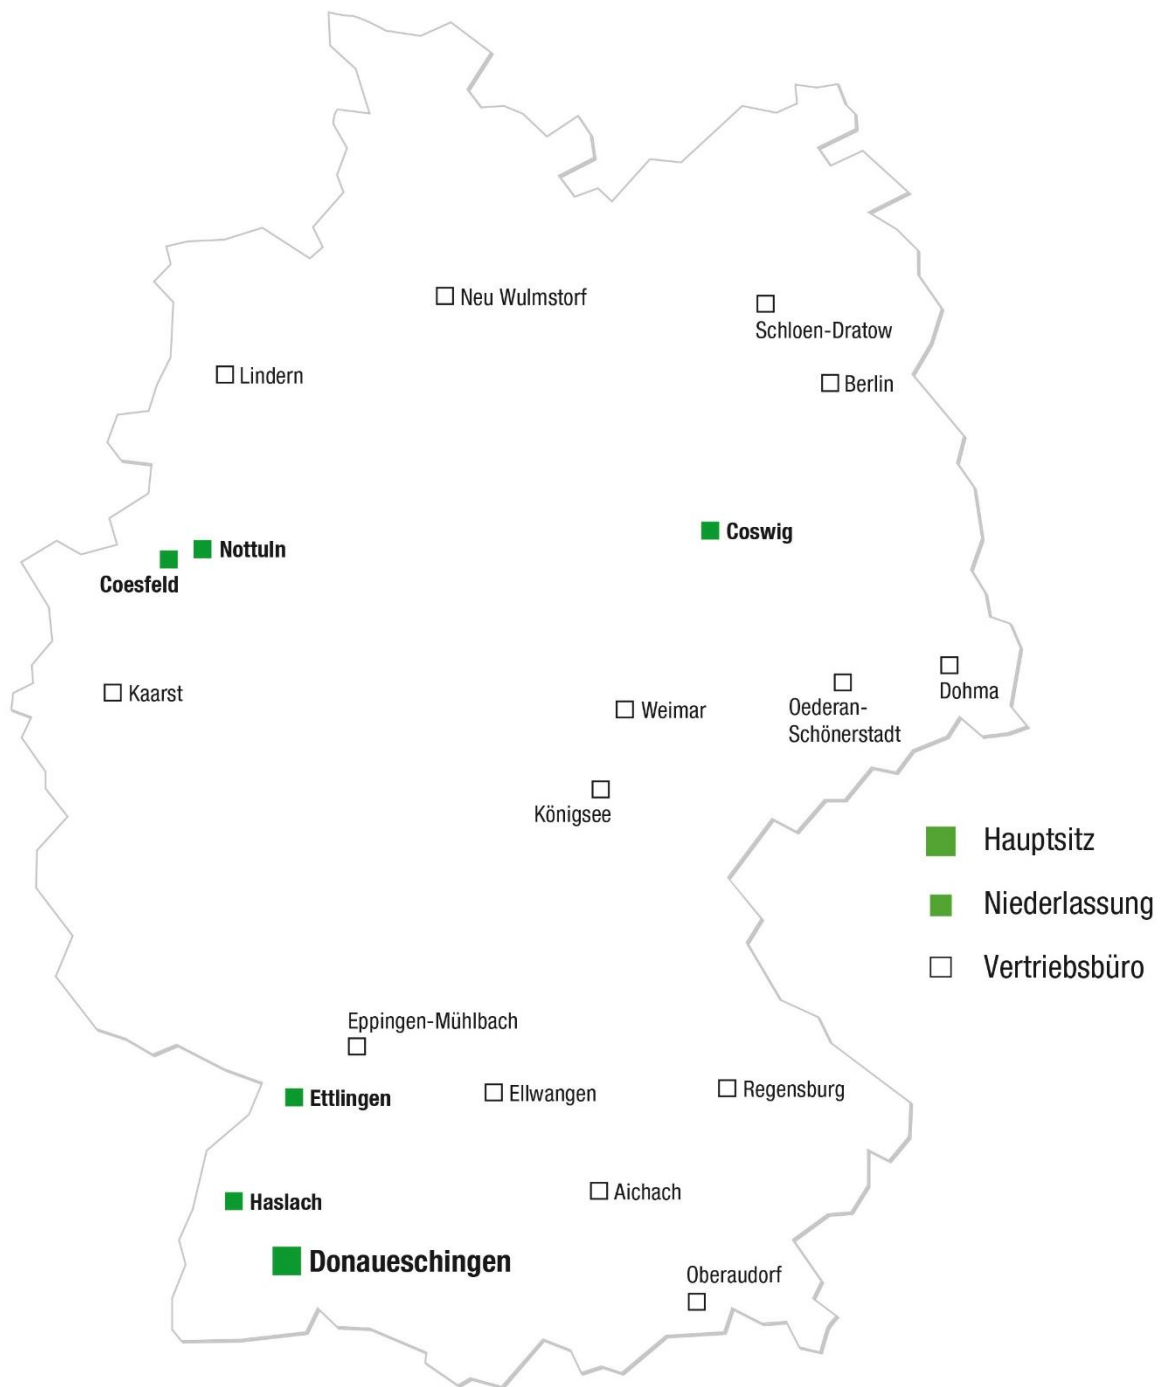 Neu Wulmstorf
Schloen-Dratow
Lindern
Berlin
Coswig
Nottuln
Coesfeld
Kaarst
Weimar
Oederan-
Schönerstadt
Dohma
Königsee
Hauptsitz
Niederlassung
Vertriebsbüro
Eppingen-Mühlbach
Ettlingen
Ellwangen
Regensburg
Haslach
Aichach
Donaueschingen
Oberaudorf